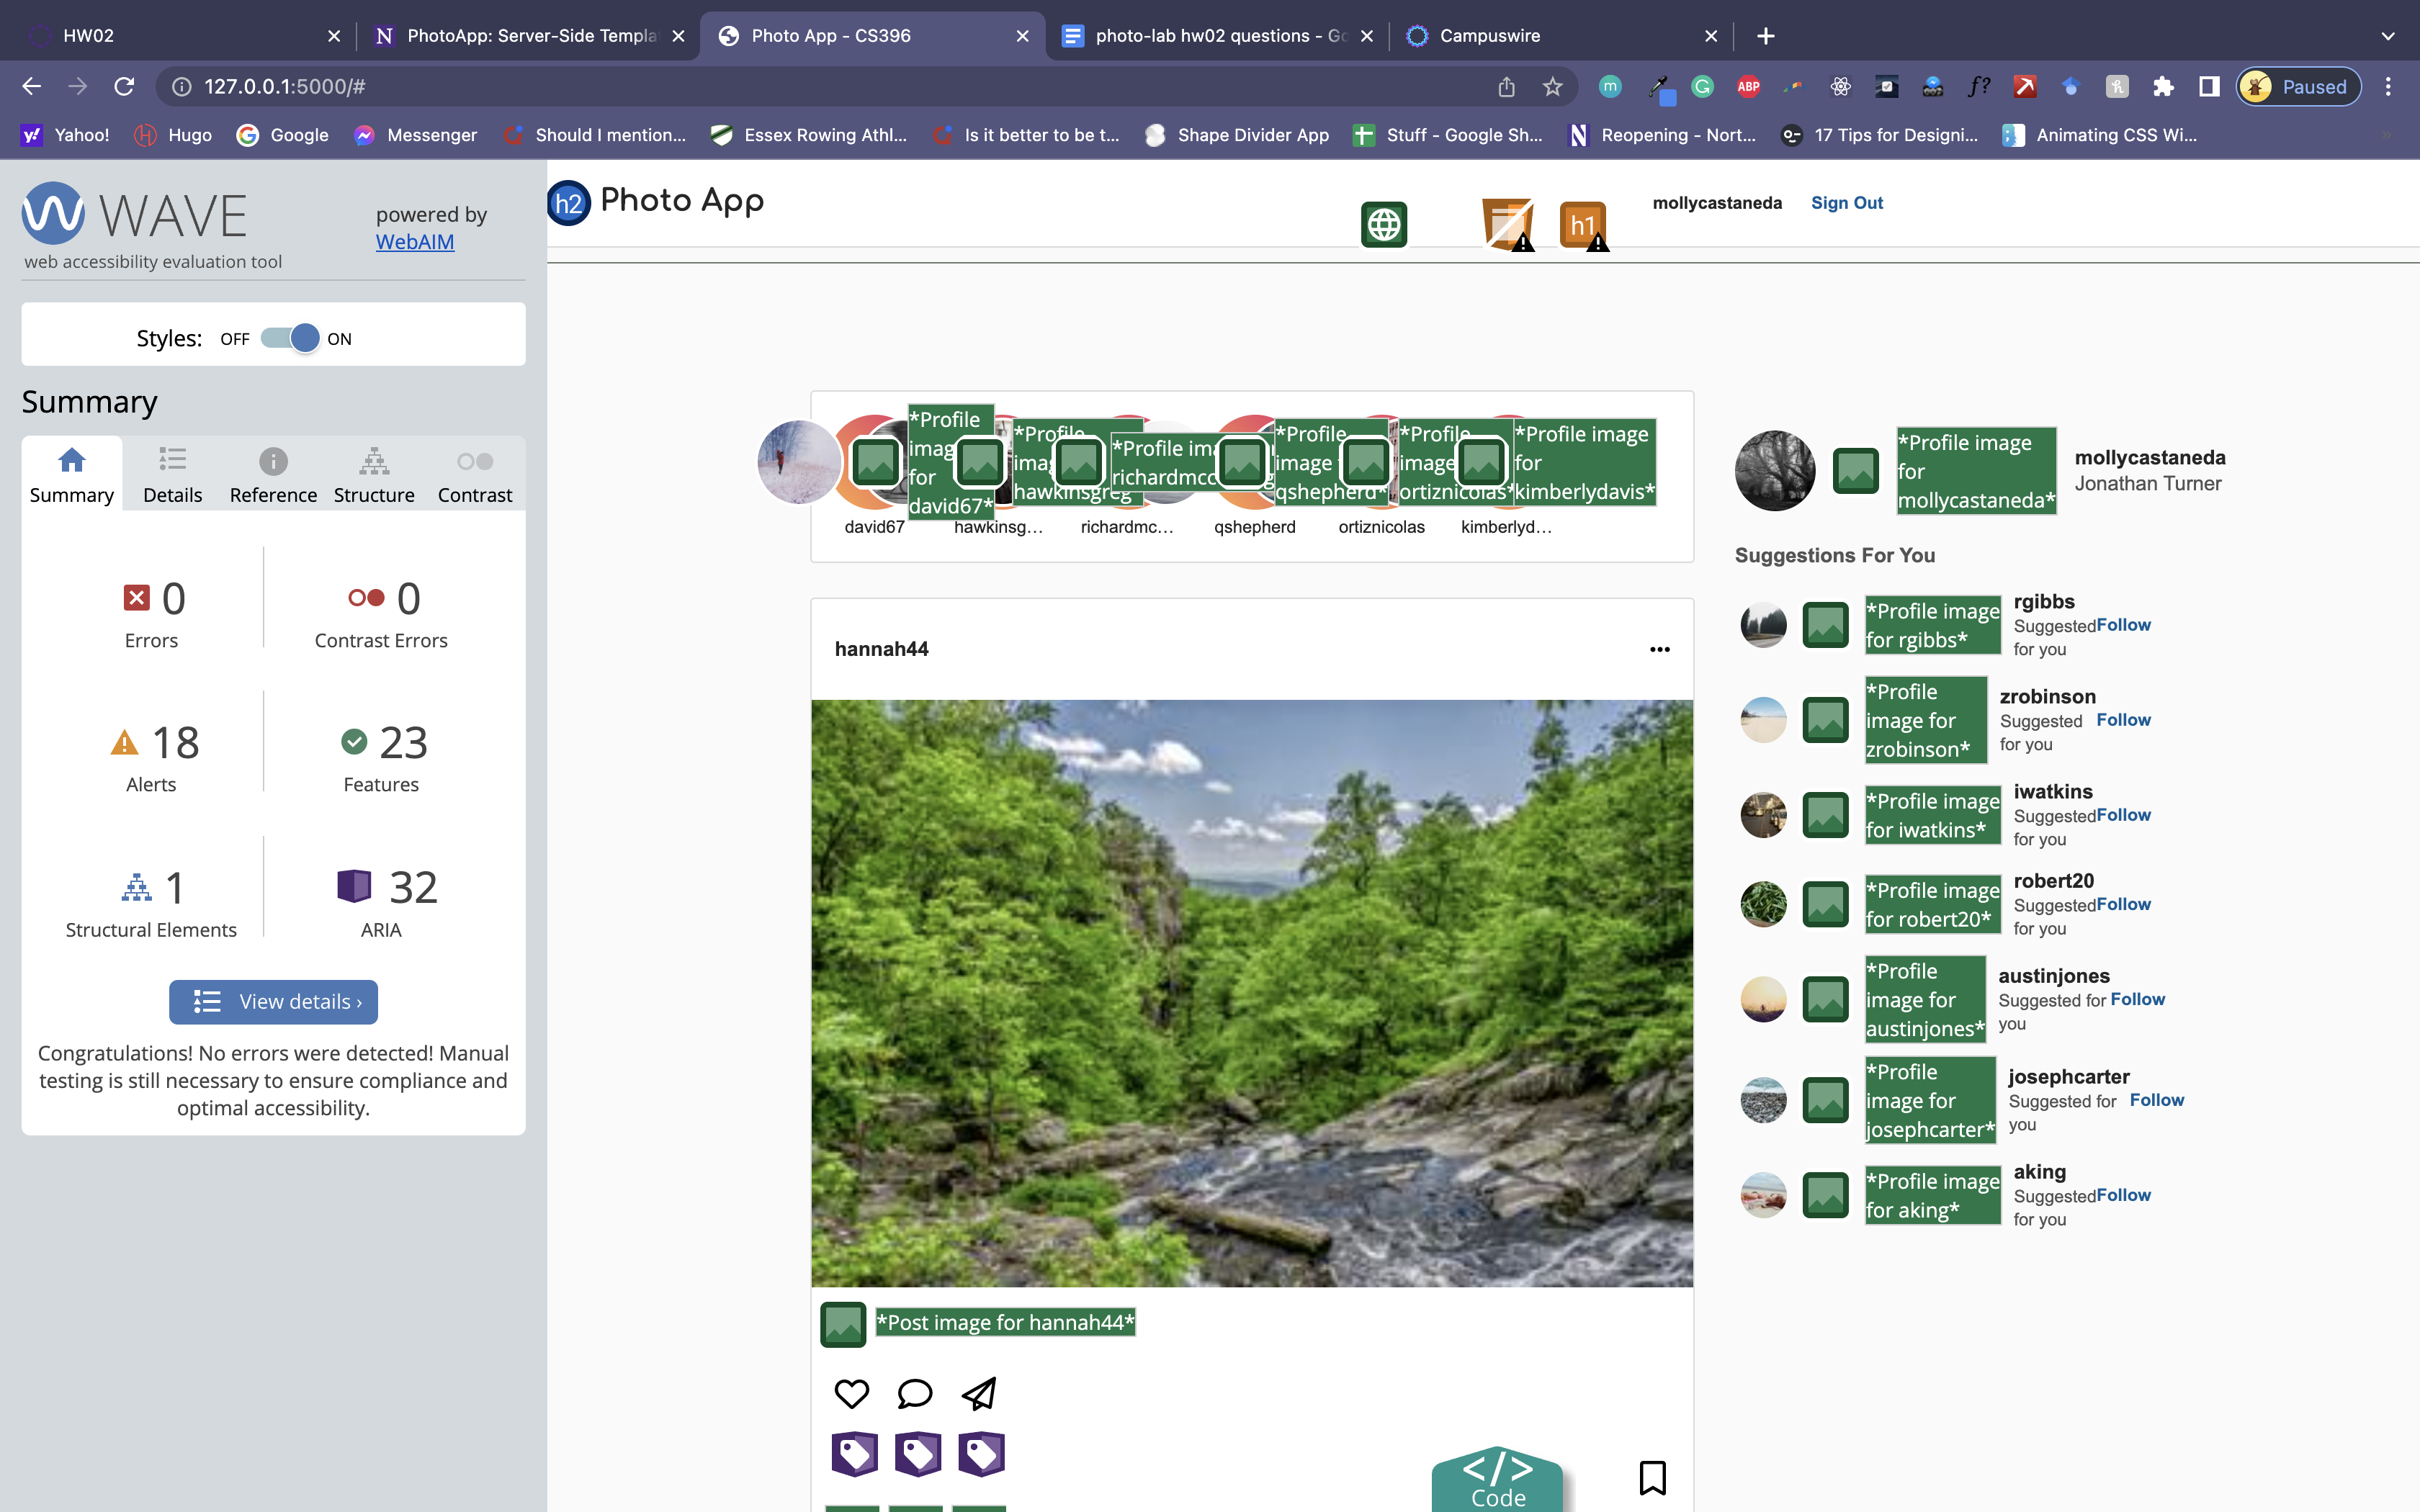 HW02
PhotoApp: Server-Side Templa
Photo App - CS396
photo-lab hw02 questions - Go
Campuswire
127.0.0.1:5000/#
ABP
f?
Paused
Yahoo!
Hugo
Google
Messenger
Should I mention...
Essex Rowing Athl...
Is it better to be t...
Shape Divider App
Stuff - Google Sh...
Reopening - Nort...
17 Tips for Designi...
Animating CSS Wi...
WAVE
powered by
WebAIM
web accessibility evaluation tool
Styles: OFF ON
Summary
Summary Details Reference Structure Contrast
0
Errors
0
Contrast Errors
18
Alerts
23
Features
1
Structural Elements
32
ARIA
View details ›
Congratulations! No errors were detected! Manual
testing is still necessary to ensure compliance and
optimal accessibility.
h2 Photo App
h1
mollycastaneda Sign Out
*Profile
imag
for
david67*
*Profile
imag
hawkinsgreg
*Profile ima
richardmcc
*Profile
image
qshepherd*
*Profile
image
ortiznicolas*
*Profile image
for
kimberlydavis*
david67
hawkinsg...
richardmc...
qshepherd
ortiznicolas
kimberlyd...
*Profile image
for
mollycastaneda*
mollycastaneda
Jonathan Turner
Suggestions For You
*Profile image
for rgibbs*
rgibbs
Suggested
for you
Follow
*Profile
image for
zrobinson*
zrobinson
Suggested
for you
Follow
*Profile image
for iwatkins*
iwatkins
Suggested
for you
Follow
*Profile image
for robert20*
robert20
Suggested
for you
Follow
*Profile
image for
austinjones*
austinjones
Suggested for
you
Follow
*Profile
image for
josephcarter*
josephcarter
Suggested for
you
Follow
*Profile image
for aking*
aking
Suggested
for you
Follow
hannah44
*Post image for hannah44*
</>
Code